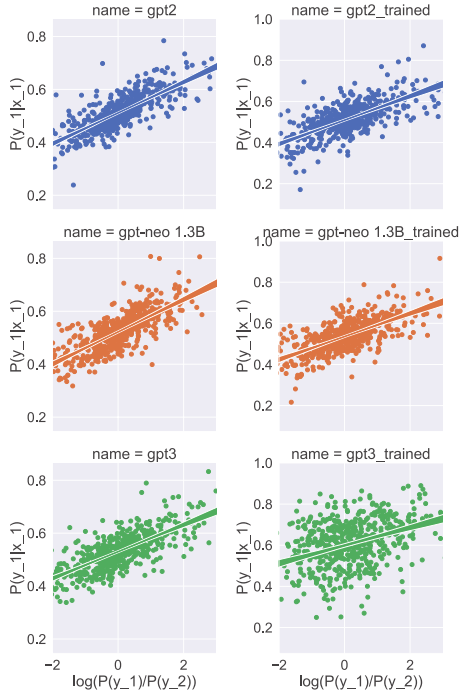 name = gpt2
name = gpt2_trained
P(y_1|x_1)
0.8
0.6
0.4
0.2
P(y_1|x_1)
1.0
0.8
0.6
0.4
0.2
name = gpt-neo 1.3B
name = gpt-neo 1.3B_trained
P(y_1|x_1)
0.8
0.6
0.4
0.2
P(y_1|x_1)
1.0
0.8
0.6
0.4
0.2
name = gpt3
name = gpt3_trained
P(y_1|x_1)
0.8
0.6
0.4
0.2
P(y_1|x_1)
1.0
0.8
0.6
0.4
0.2
−2 0 2
−2 0 2
log(P(y_1)/P(y_2))
log(P(y_1)/P(y_2))